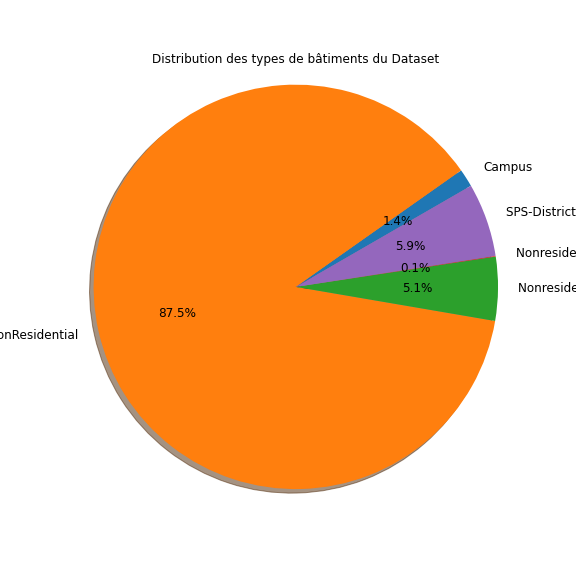 Distribution des types de bâtiments du Dataset
Campus
1.4%
SPS-District
5.9%
Nonreside
0.1%
Nonreside
5.1%
87.5%
onResidential